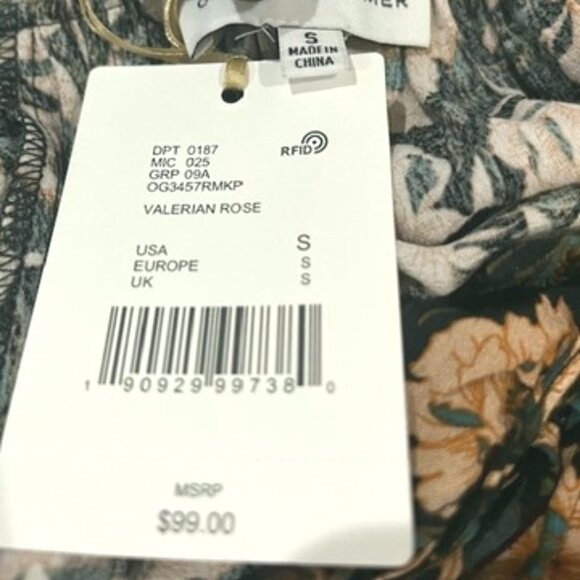 S
MADE IN
CHINA
DPT 0187
MIC 025
GRP 09A
OG3457RMKP
RFID
VALERIAN ROSE
USA S
EUROPE S
UK S
1 90929 99738 0
MSRP
$99.00